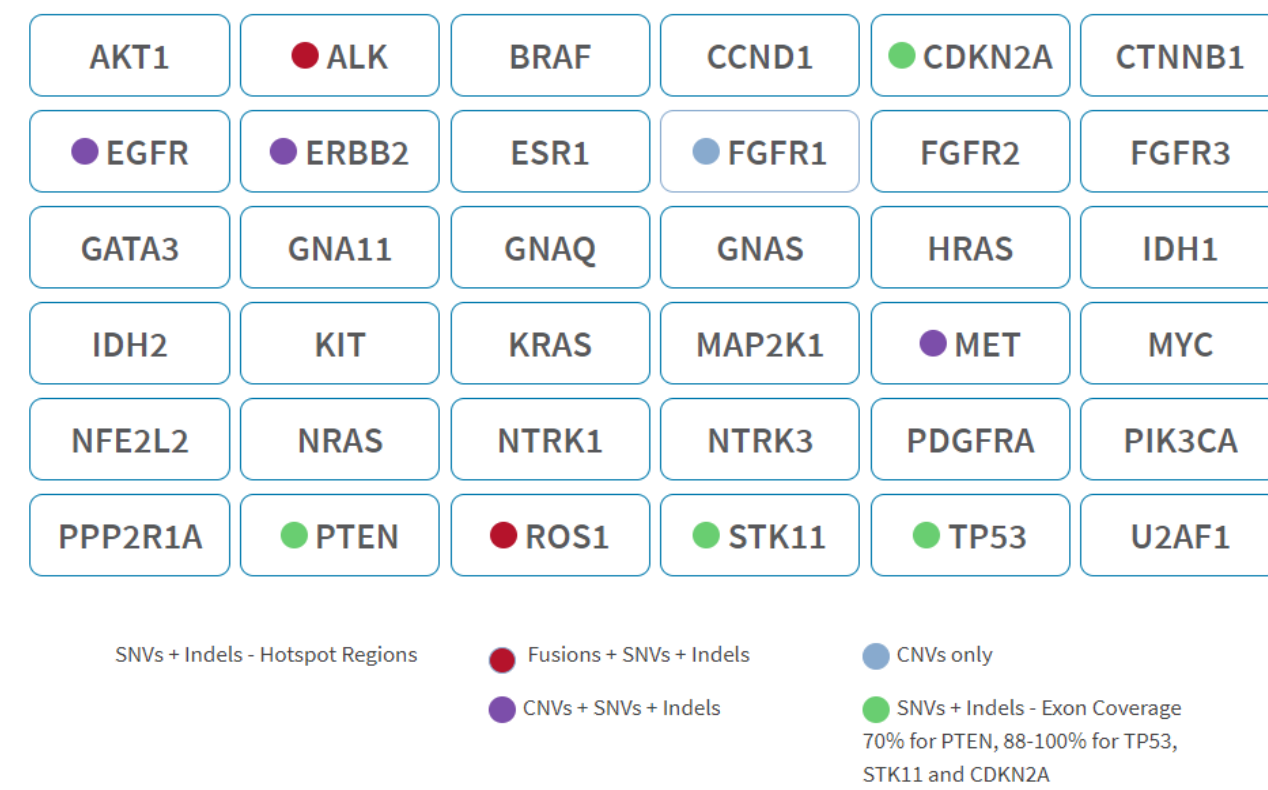 AKT1 ALK BRAF CCND1 CDKN2A CTNNB1
EGFR ERBB2 ESR1 FGFR1 FGFR2 FGFR3
GATA3 GNA11 GNAQ GNAS HRAS IDH1
IDH2 KIT KRAS MAP2K1 MET MYC
NFE2L2 NRAS NTRK1 NTRK3 PDGFRA PIK3CA
PPP2R1A PTEN ROS1 STK11 TP53 U2AF1
SNVs + Indels - Hotspot Regions
Fusions + SNVs + Indels
CNVs + SNVs + Indels
CNVs only
SNVs + Indels - Exon Coverage
70% for PTEN, 88-100% for TP53,
STK11 and CDKN2A